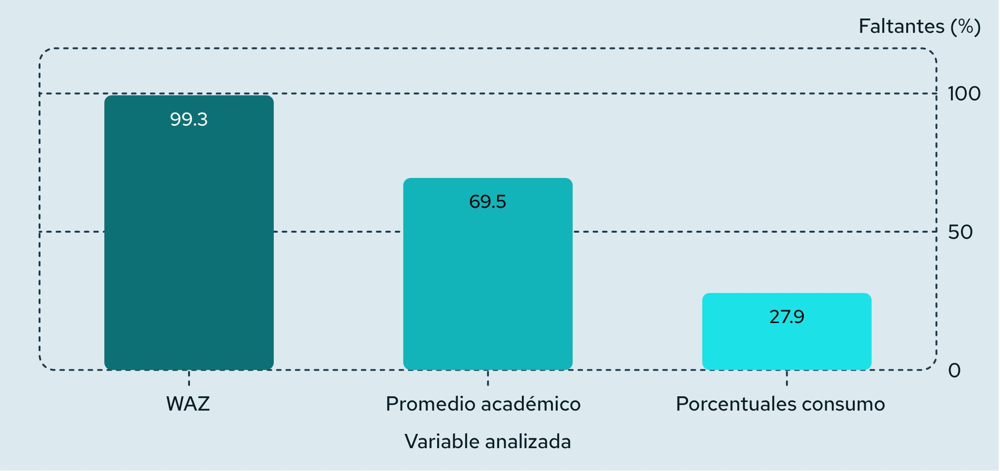 Faltantes (%)
100
99.3
69.5
50
27.9
0
WAZ
Promedio académico
Porcentuales consumo
Variable analizada